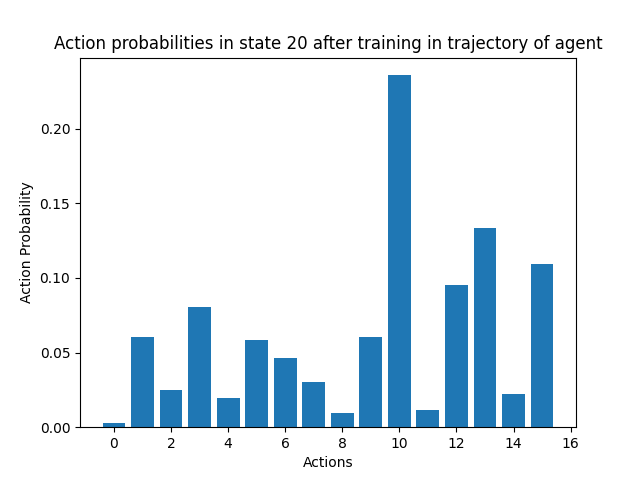 Action probabilities in state 20 after training in trajectory of agent
0.20
0.15
0.10
0.05
0.00
Action Probability
0 2 4 6 8 10 12 14 16
Actions